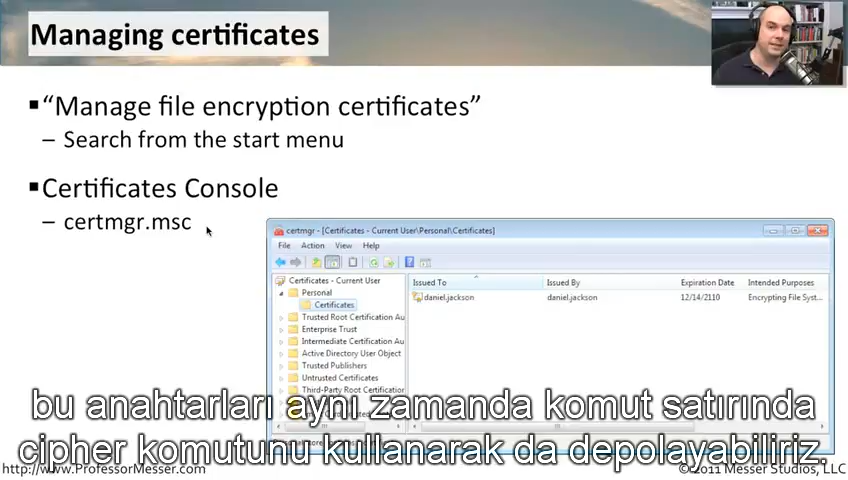 Managing certificates
▪“Manage file encryption certificates”
– Search from the start menu
▪Certificates Console
– certmgr.msc
certmgr - [Certificates - Current User\Personal\Certificates]
File Action View Help
Certificates - Current User
Personal
Certificates
Trusted Root Certification Au
Enterprise Trust
Intermediate Certification Au
Active Directory User Object
Trusted Publishers
Untrusted Certificates
Third-Party Root Certification
Issued To Issued By Expiration Date Intended Purposes
daniel.jackson daniel.jackson 12/14/2110 Encrypting File Syst...
bu anahtarları aynı zamanda komut satırında
cipher komutunu kullanarak da depolayabiliriz.
http://www.ProfessorMesser.com
© 2011 Messer Studios, LLC